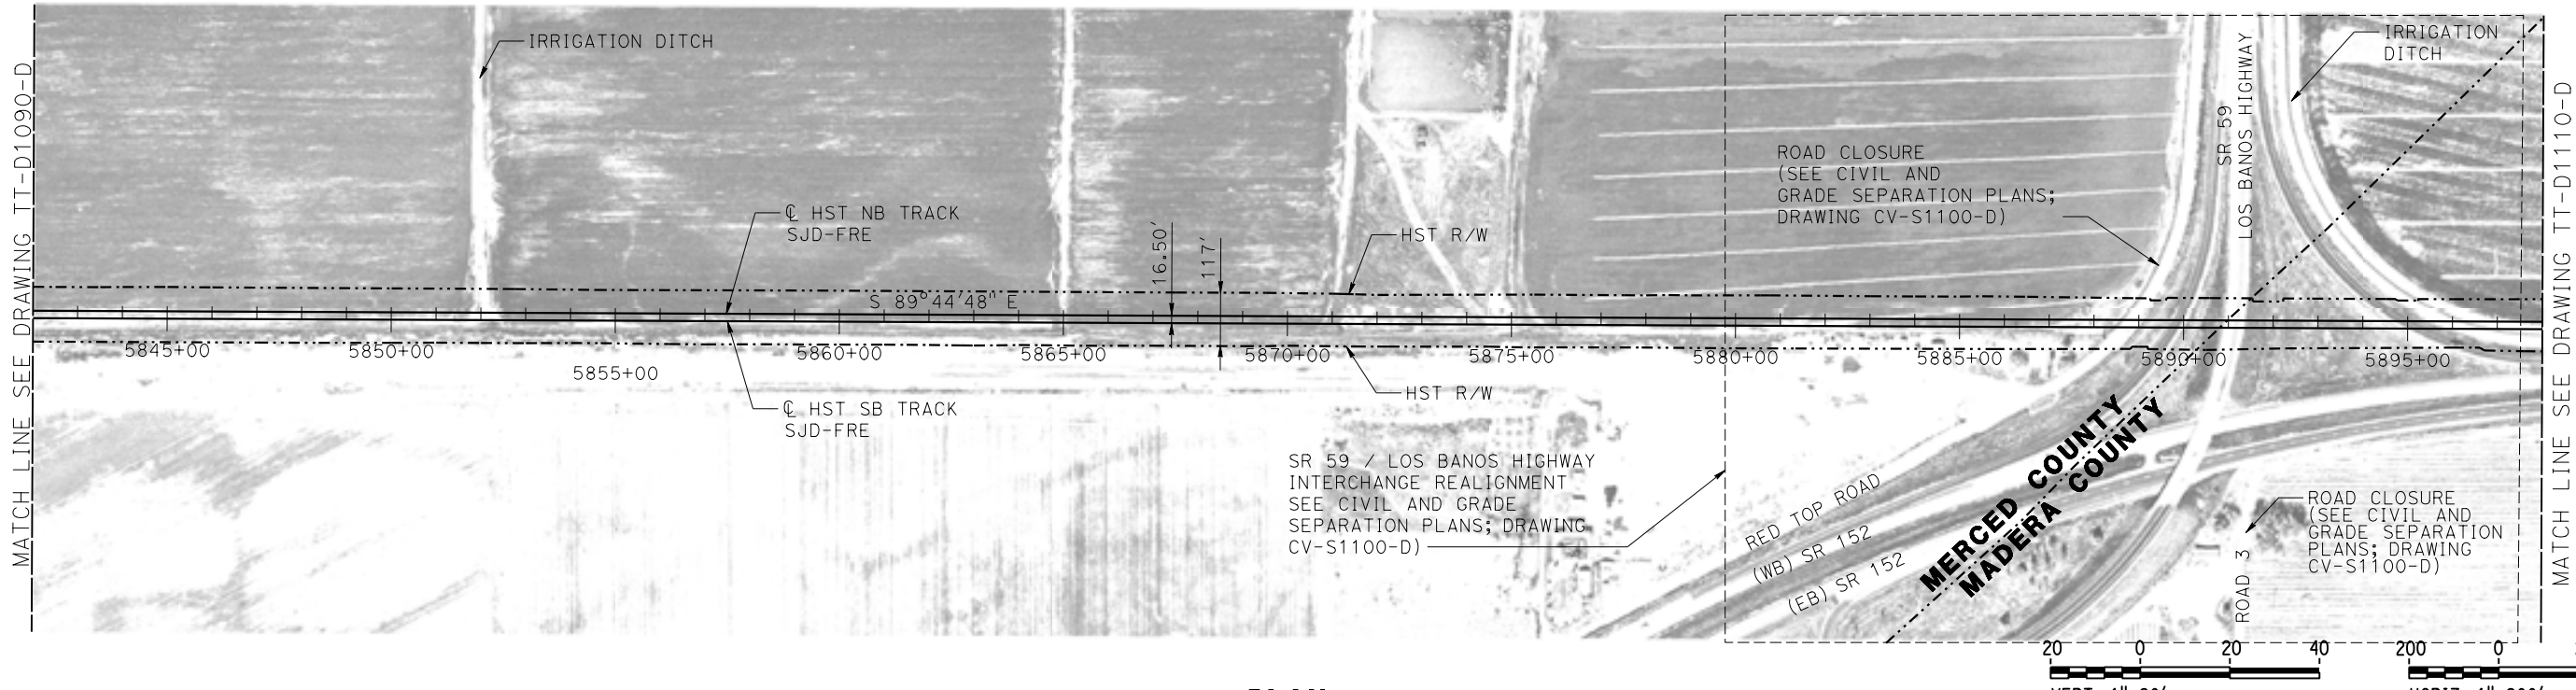 MATCH LINE SEE DRAWING TT-D1090-D
IRRIGATION DITCH
℄ HST NB TRACK
SJD-FRE
S 89°44'48" E
16.50'
117'
HST R/W
ROAD CLOSURE
(SEE CIVIL AND
GRADE SEPARATION PLANS;
DRAWING CV-S1100-D)
SR 59
LOS BANOS HIGHWAY
IRRIGATION
DITCH
MATCH LINE SEE DRAWING TT-D1110-D
5845+00
5850+00
5855+00
5860+00
5865+00
5870+00
5875+00
5880+00
5885+00
5890+00
5895+00
℄ HST SB TRACK
SJD-FRE
HST R/W
SR 59 / LOS BANOS HIGHWAY
INTERCHANGE REALIGNMENT
SEE CIVIL AND GRADE
SEPARATION PLANS; DRAWING
CV-S1100-D)
RED TOP ROAD
(WB) SR 152
(EB) SR 152
MERCED COUNTY
MADERA COUNTY
ROAD 3
ROAD CLOSURE
(SEE CIVIL AND
GRADE SEPARATION
PLANS; DRAWING
CV-S1100-D)
20 0 20 40
200 0